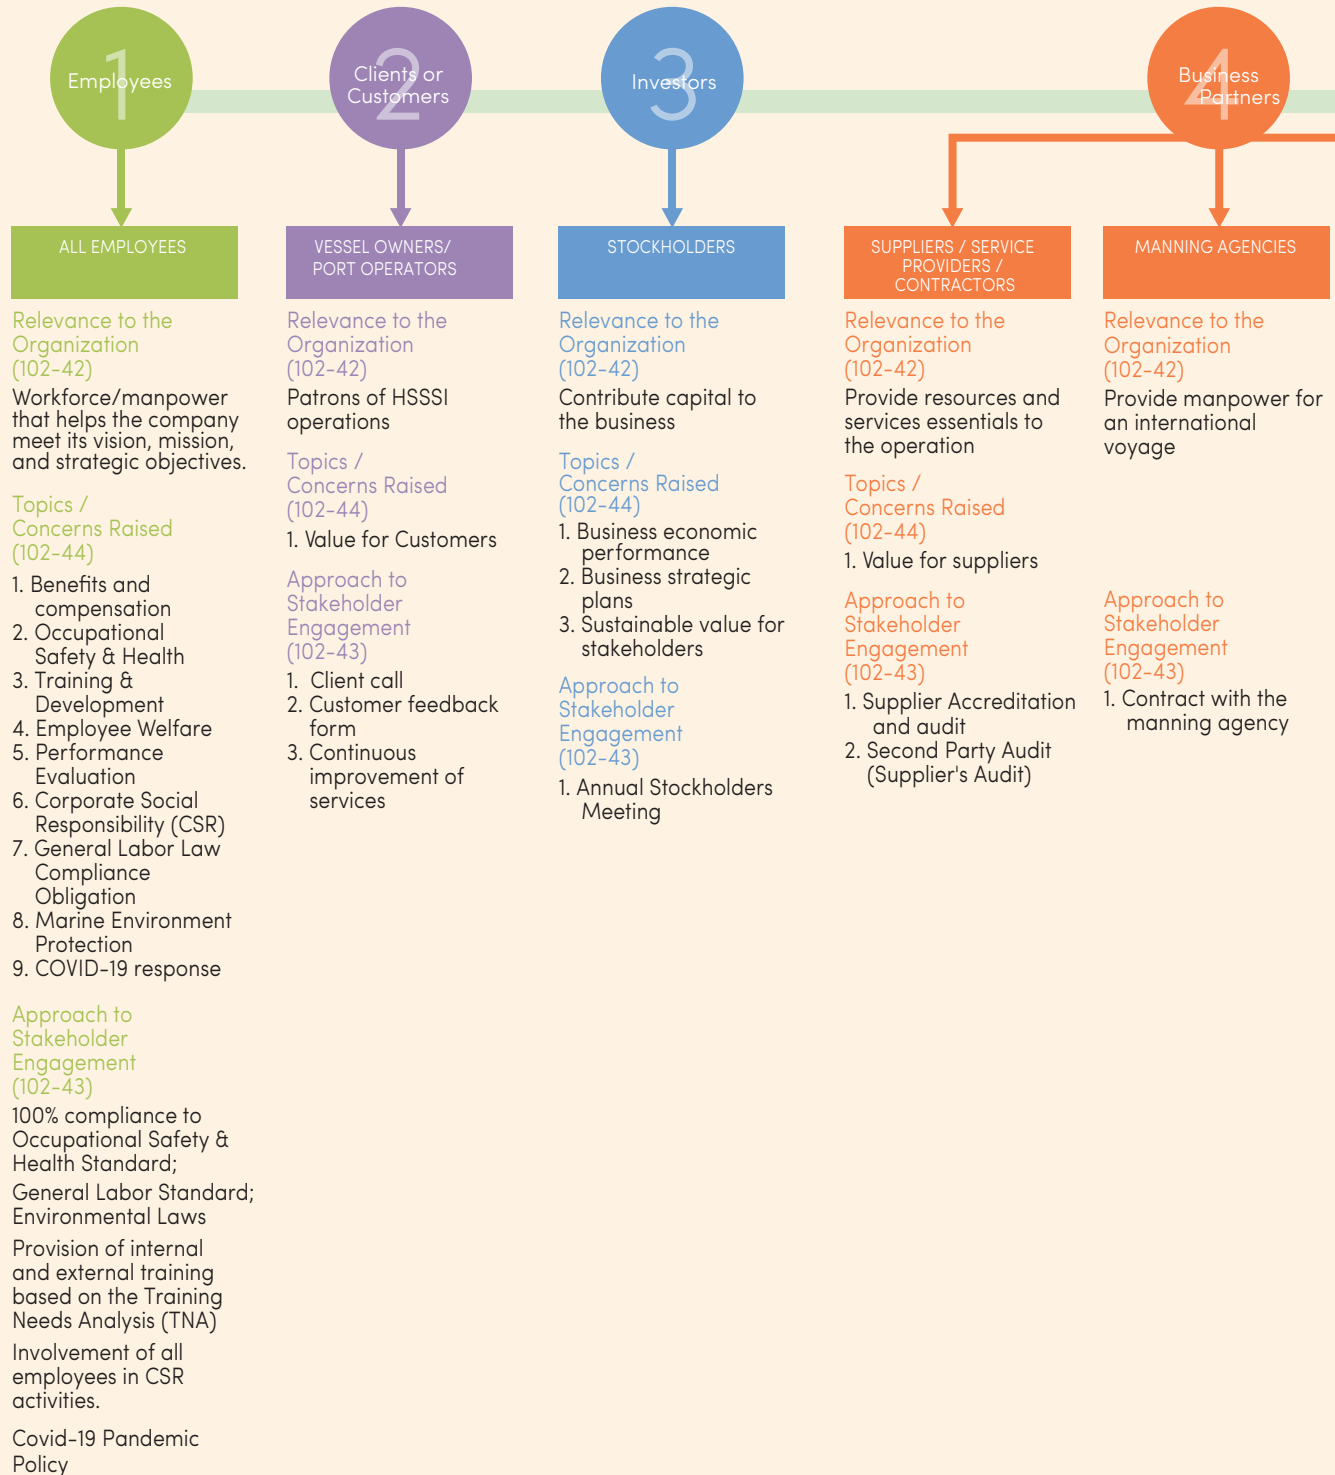 1
Employees
2
Clients or
Customers
3
Investors
4
Business
Partners
ALL EMPLOYEES
Relevance to the
Organization
(102-42)
Workforce/manpower
that helps the company
meet its vision, mission,
and strategic objectives.
Topics /
Concerns Raised
(102-44)
1. Benefits and
compensation
2. Occupational
Safety & Health
3. Training &
Development
4. Employee Welfare
5. Performance
Evaluation
6. Corporate Social
Responsibility (CSR)
7. General Labor Law
Compliance
Obligation
8. Marine Environment
Protection
9. COVID-19 response
Approach to
Stakeholder
Engagement
(102-43)
100% compliance to
Occupational Safety &
Health Standard;
General Labor Standard;
Environmental Laws
Provision of internal
and external training
based on the Training
Needs Analysis (TNA)
Involvement of all
employees in CSR
activities.
Covid-19 Pandemic
Policy
VESSEL OWNERS/
PORT OPERATORS
Relevance to the
Organization
(102-42)
Patrons of HSSSI
operations
Topics /
Concerns Raised
(102-44)
1. Value for Customers
Approach to
Stakeholder
Engagement
(102-43)
1. Client call
2. Customer feedback
form
3. Continuous
improvement of
services
STOCKHOLDERS
Relevance to the
Organization
(102-42)
Contribute capital to
the business
Topics /
Concerns Raised
(102-44)
1. Business economic
performance
2. Business strategic
plans
3. Sustainable value for
stakeholders
Approach to
Stakeholder
Engagement
(102-43)
1. Annual Stockholders
Meeting
SUPPLIERS / SERVICE
PROVIDERS /
CONTRACTORS
Relevance to the
Organization
(102-42)
Provide resources and
services essentials to
the operation
Topics /
Concerns Raised
(102-44)
1. Value for suppliers
Approach to
Stakeholder
Engagement
(102-43)
1. Supplier Accreditation
and audit
2. Second Party Audit
(Supplier's Audit)
MANNING AGENCIES
Relevance to the
Organization
(102-42)
Provide manpower for
an international
voyage
Approach to
Stakeholder
Engagement
(102-43)
1. Contract with the
manning agency